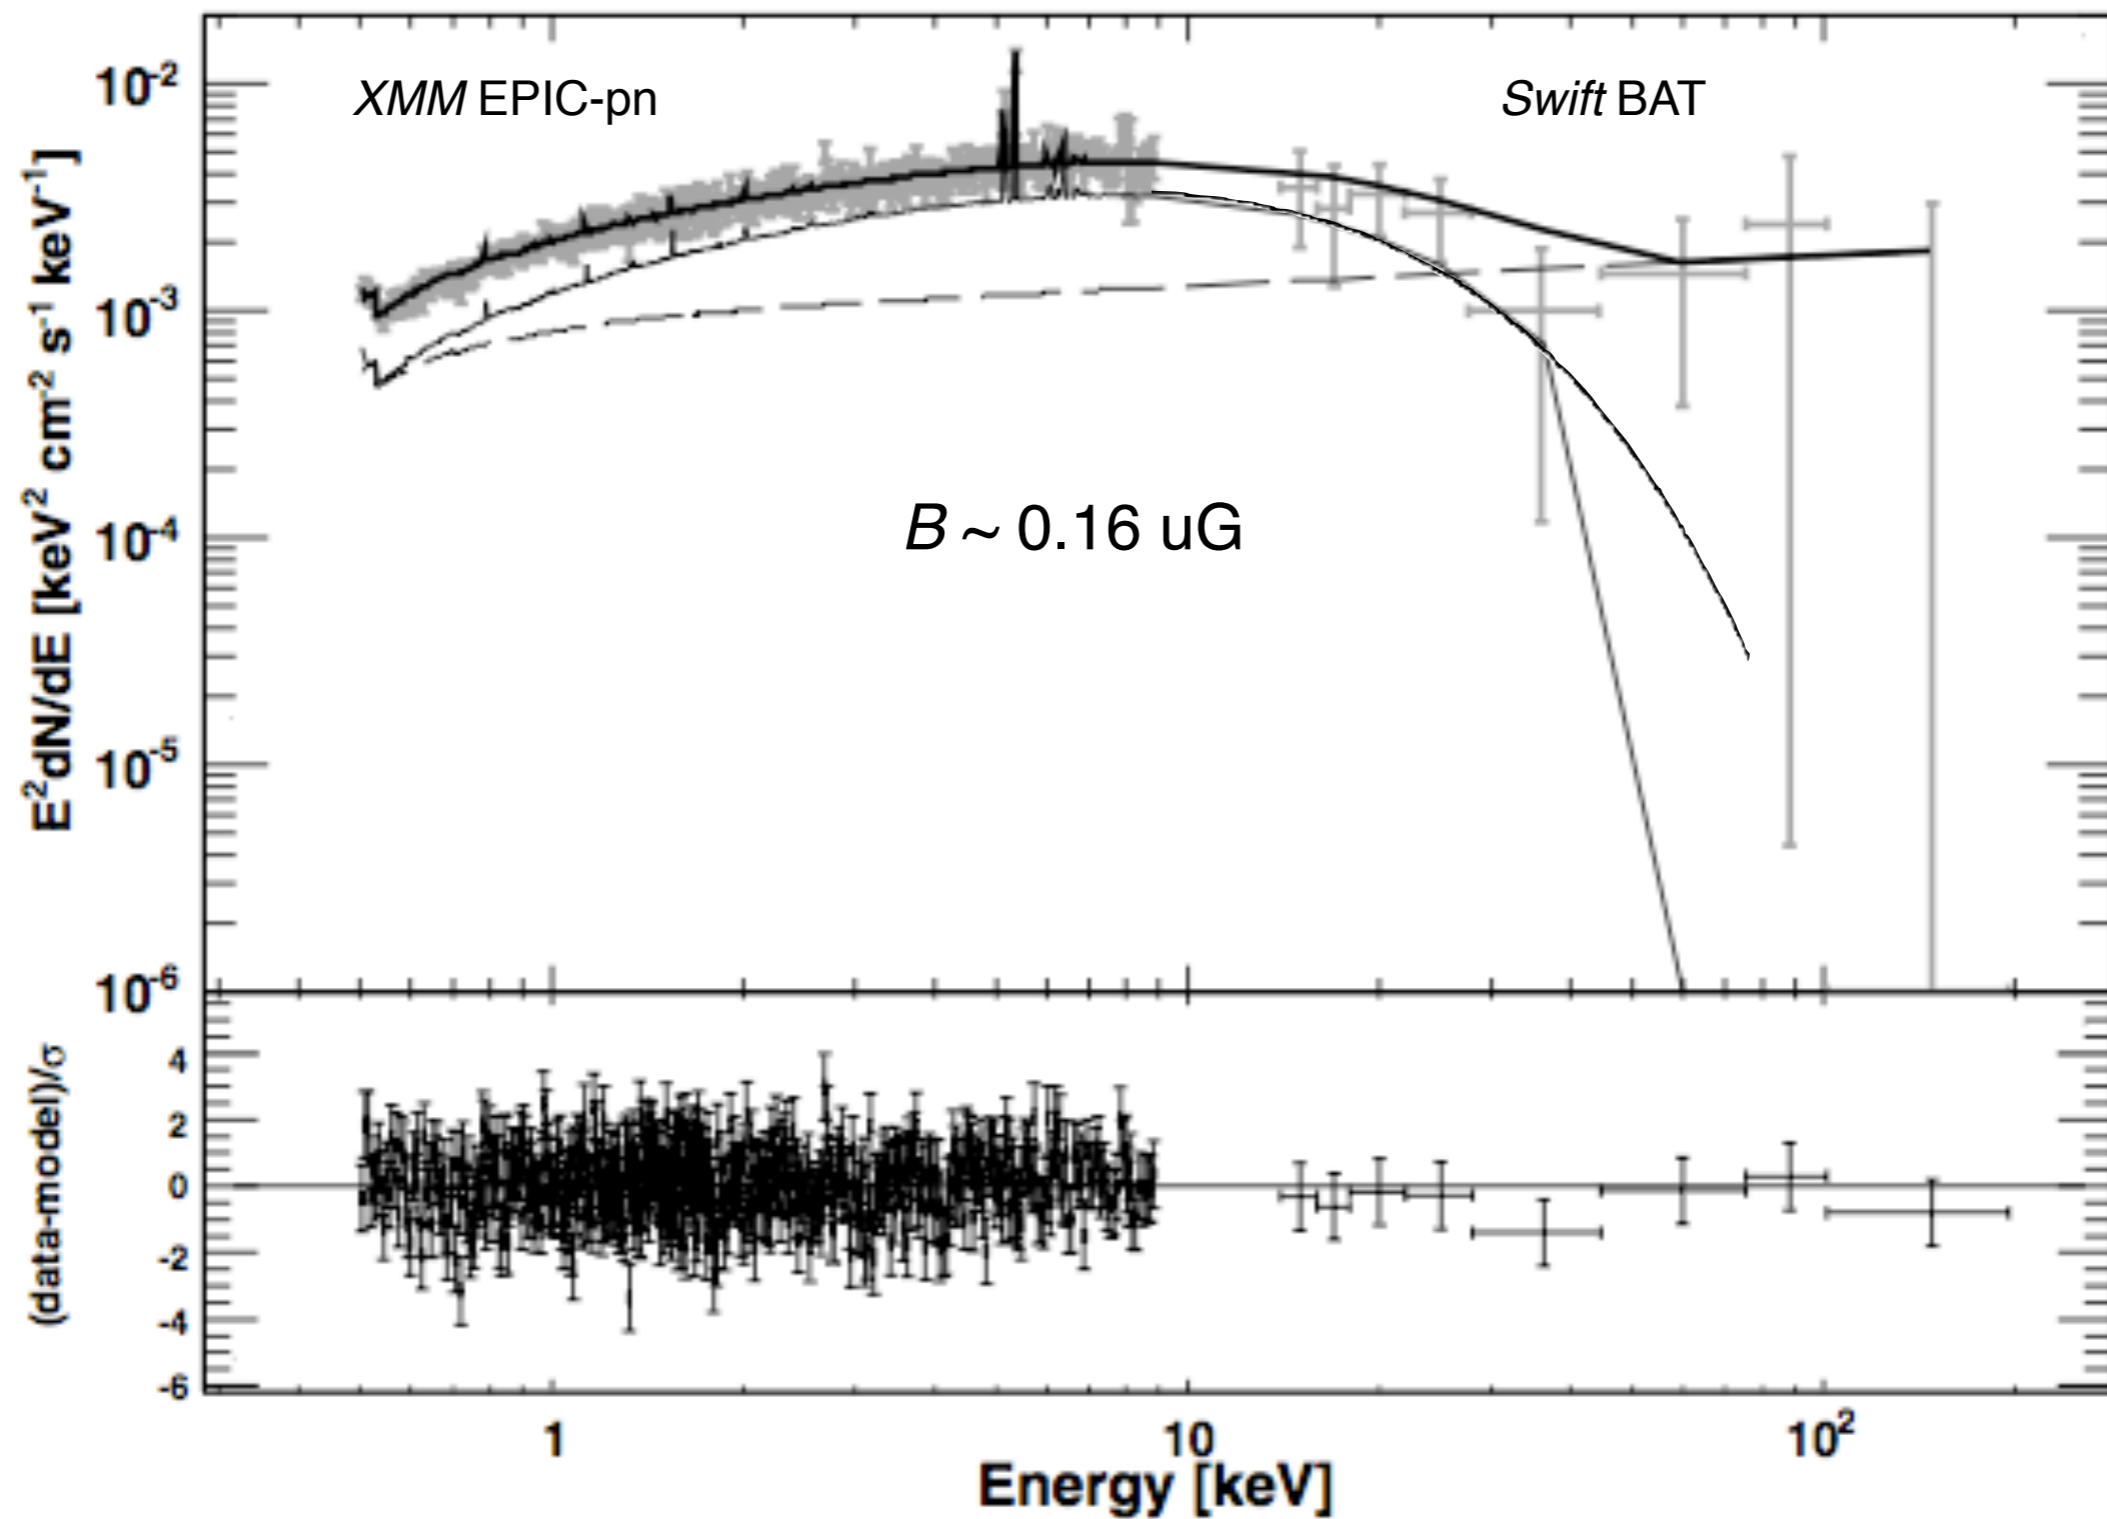 XMM EPIC-pn
Swift BAT
B ~ 0.16 uG
E² dN/dE [keV² cm⁻² s⁻¹ keV⁻¹]
10⁻²
10⁻³
10⁻⁴
10⁻⁵
10⁻⁶
(data-model)/σ
4
2
0
-2
-4
-6
1
10
10²
Energy [keV]